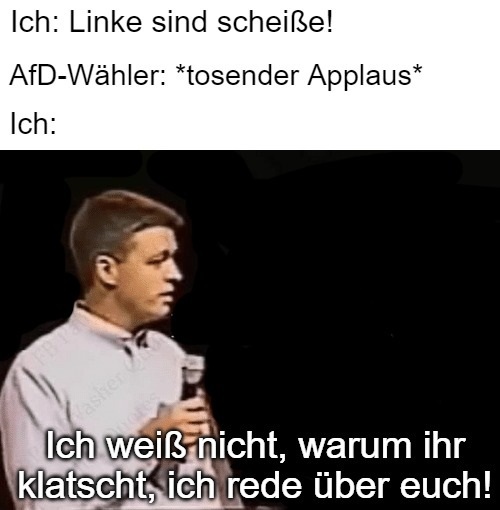 Ich: Linke sind scheiße!
AfD-Wähler: *tosender Applaus*
Ich:
Ich weiß nicht, warum ihr
klatscht, ich rede über euch!